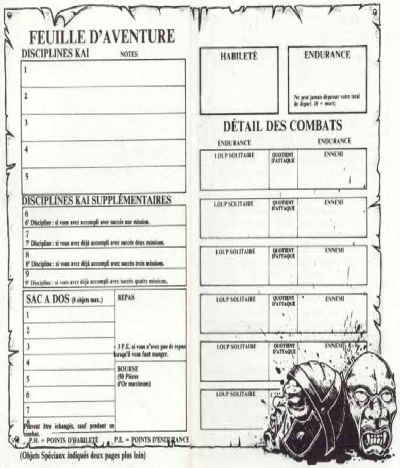 FEUILLE D'AVENTURE
DISCIPLINES KAI NOTES
1
2
3
4
5
DISCIPLINES KAI SUPPLÉMENTAIRES
6
6e Discipline : si vous avez accompli avec succès une mission.
7
7e Discipline : si vous avez déjà accompli avec succès deux missions.
8
8e Discipline : si vous avez déjà accompli avec succès trois missions.
9
9e Discipline : si vous avez déjà accompli avec succès quatre missions.
SAC A DOS (8 objets max.)
1
2
3
4
5
6
7
Peuvent être échangés, sauf pendant un
combat.
REPAS
- 3 P.E. si vous n'avez pas de repas
lorsqu'il vous faut manger.
BOURSE
(50 Pièces
d'Or maximum)
P.H. = POINTS D'HABILETÉ P.E. = POINTS D'ENDURANCE
(Objets Spéciaux indiqués deux pages plus loin)
HABILETÉ
ENDURANCE
Ne peut jamais dépasser votre total
de départ. (0 = mort)
DÉTAIL DES COMBATS
ENDURANCE ENDURANCE
LOUP SOLITAIRE QUOTIENT D'ATTAQUE ENNEMI
LOUP SOLITAIRE QUOTIENT D'ATTAQUE ENNEMI
LOUP SOLITAIRE QUOTIENT D'ATTAQUE ENNEMI
LOUP SOLITAIRE QUOTIENT D'ATTAQUE ENNEMI
LOUP SOLITAIRE QUOTIENT D'ATTAQUE ENNEMI
LOUP SOLITAIRE